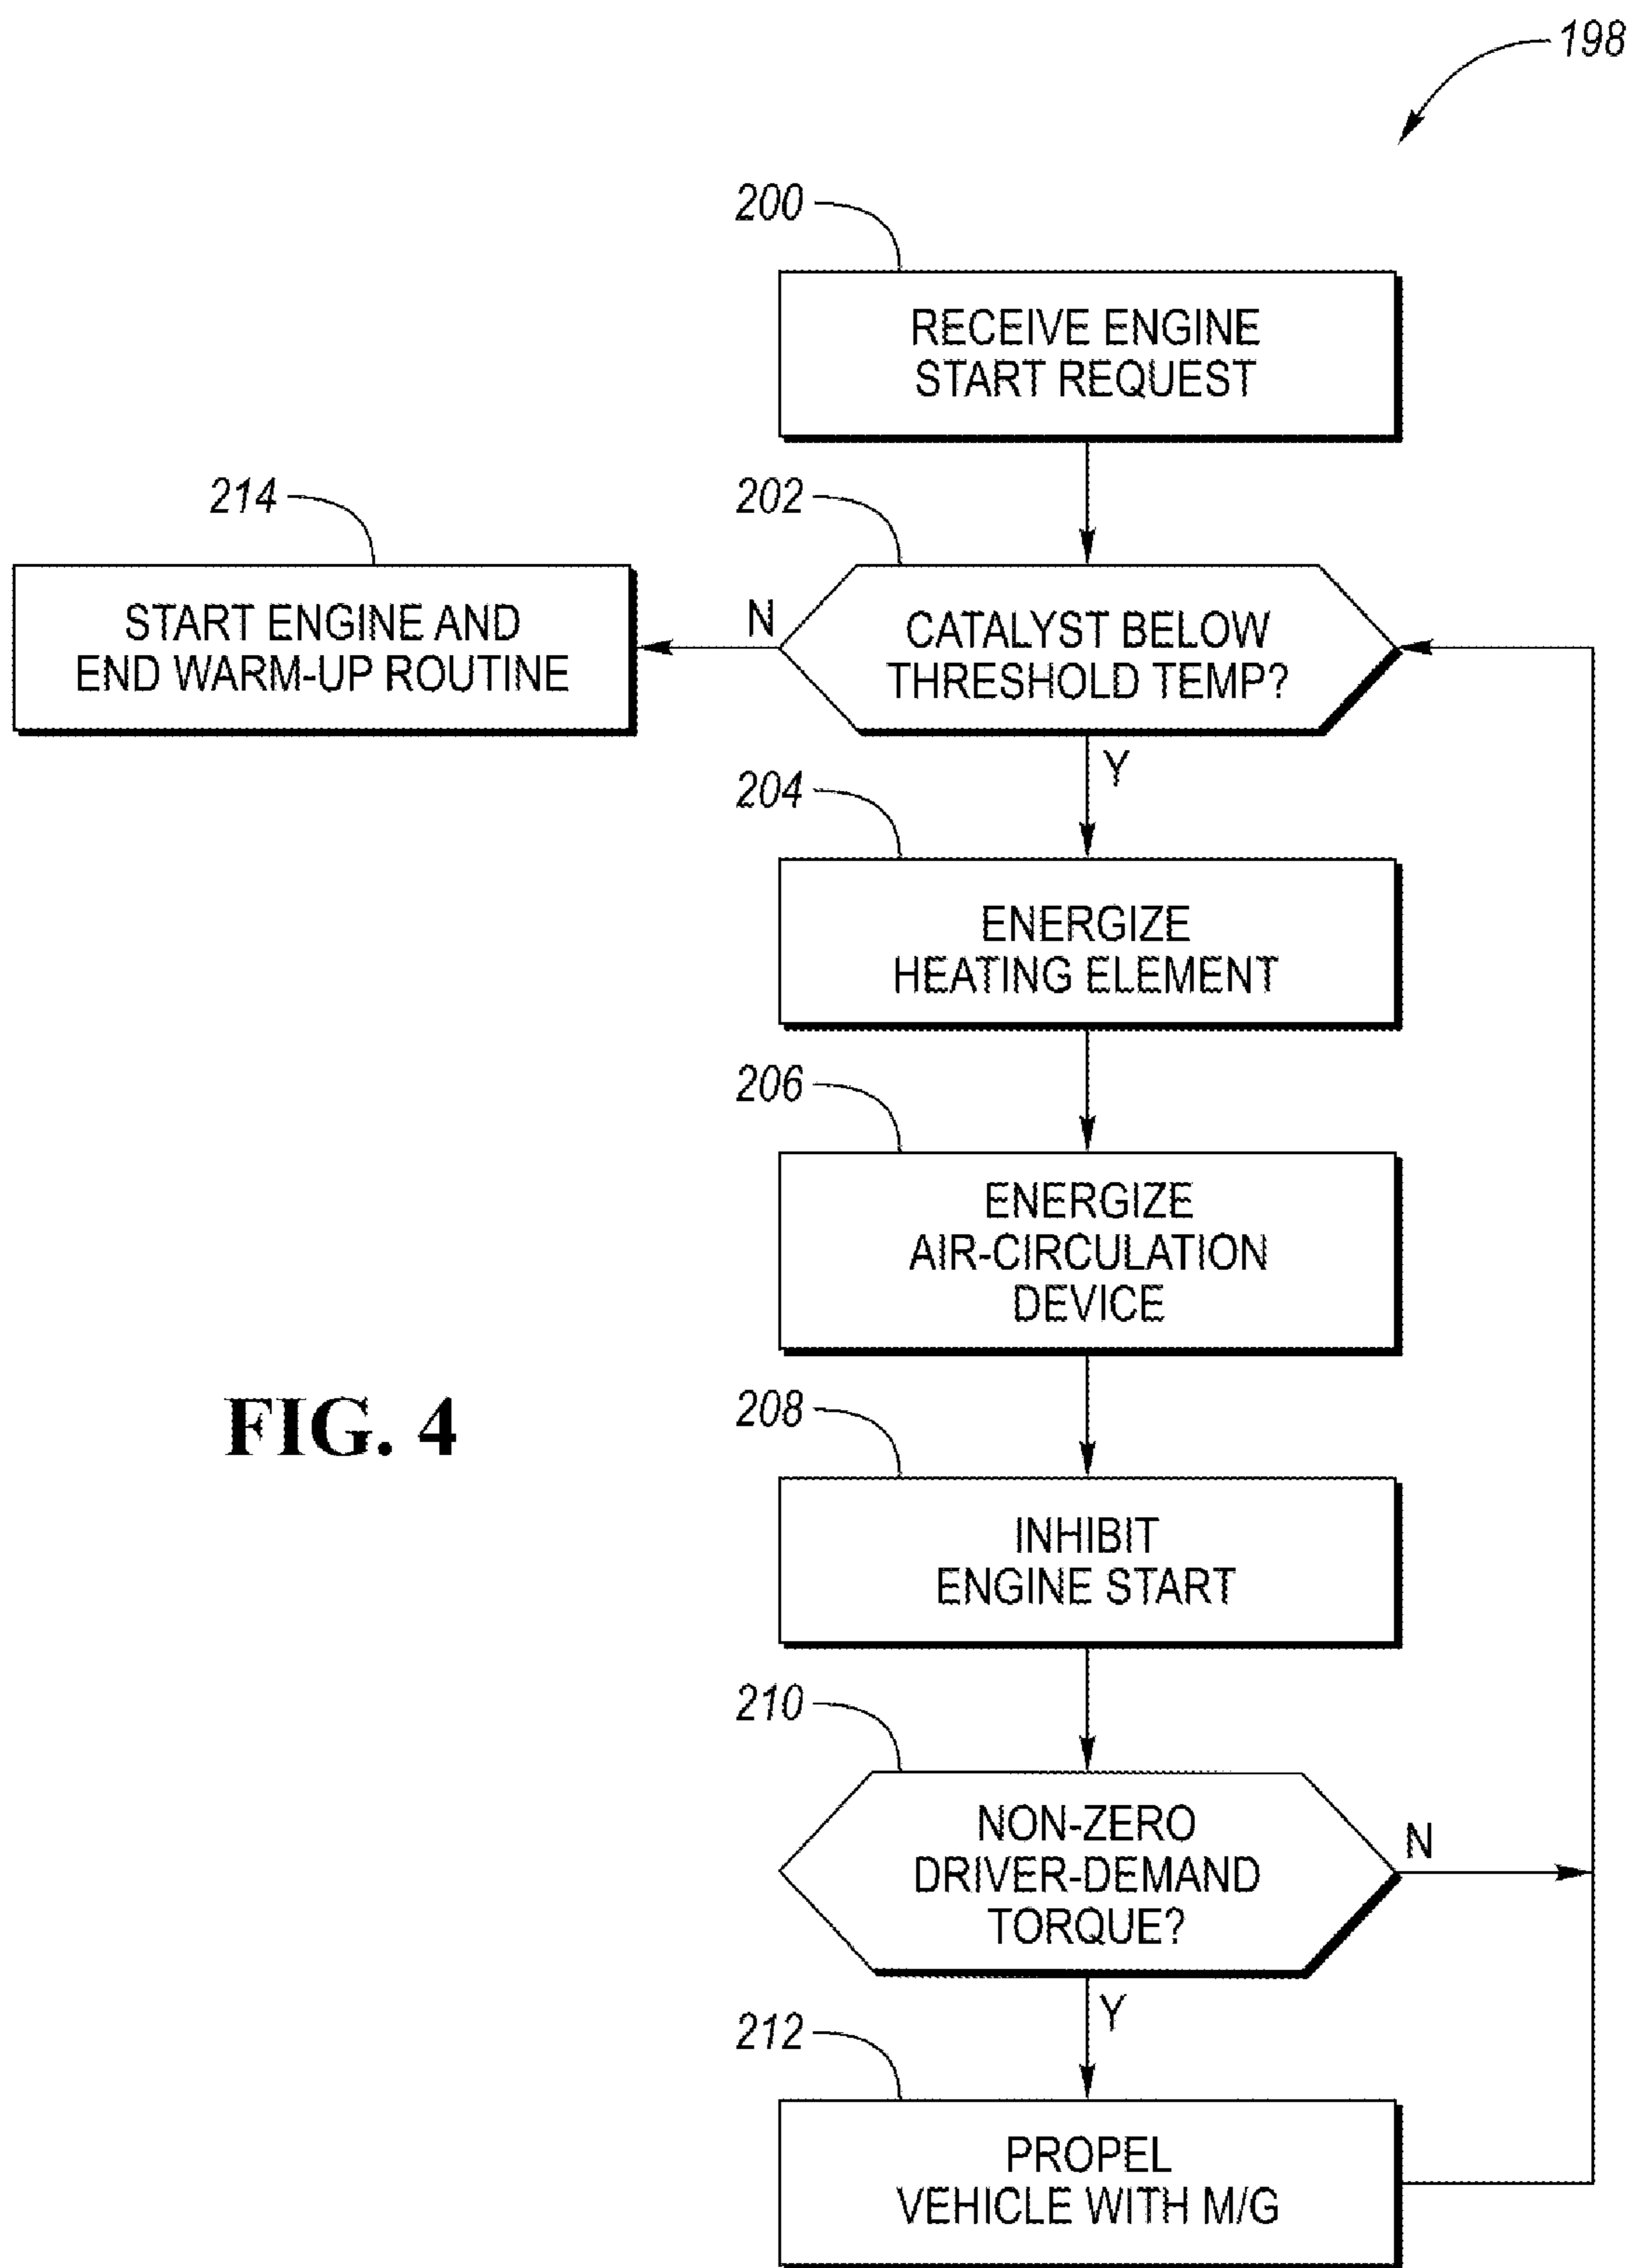 198
200
RECEIVE ENGINE
START REQUEST
214
202
START ENGINE AND
END WARM-UP ROUTINE
N
CATALYST BELOW
THRESHOLD TEMP?
Y
204
ENERGIZE
HEATING ELEMENT
206
ENERGIZE
AIR-CIRCULATION
DEVICE
FIG. 4
208
INHIBIT
ENGINE START
210
NON-ZERO
DRIVER-DEMAND
TORQUE?
N
Y
212
PROPEL
VEHICLE WITH M/G